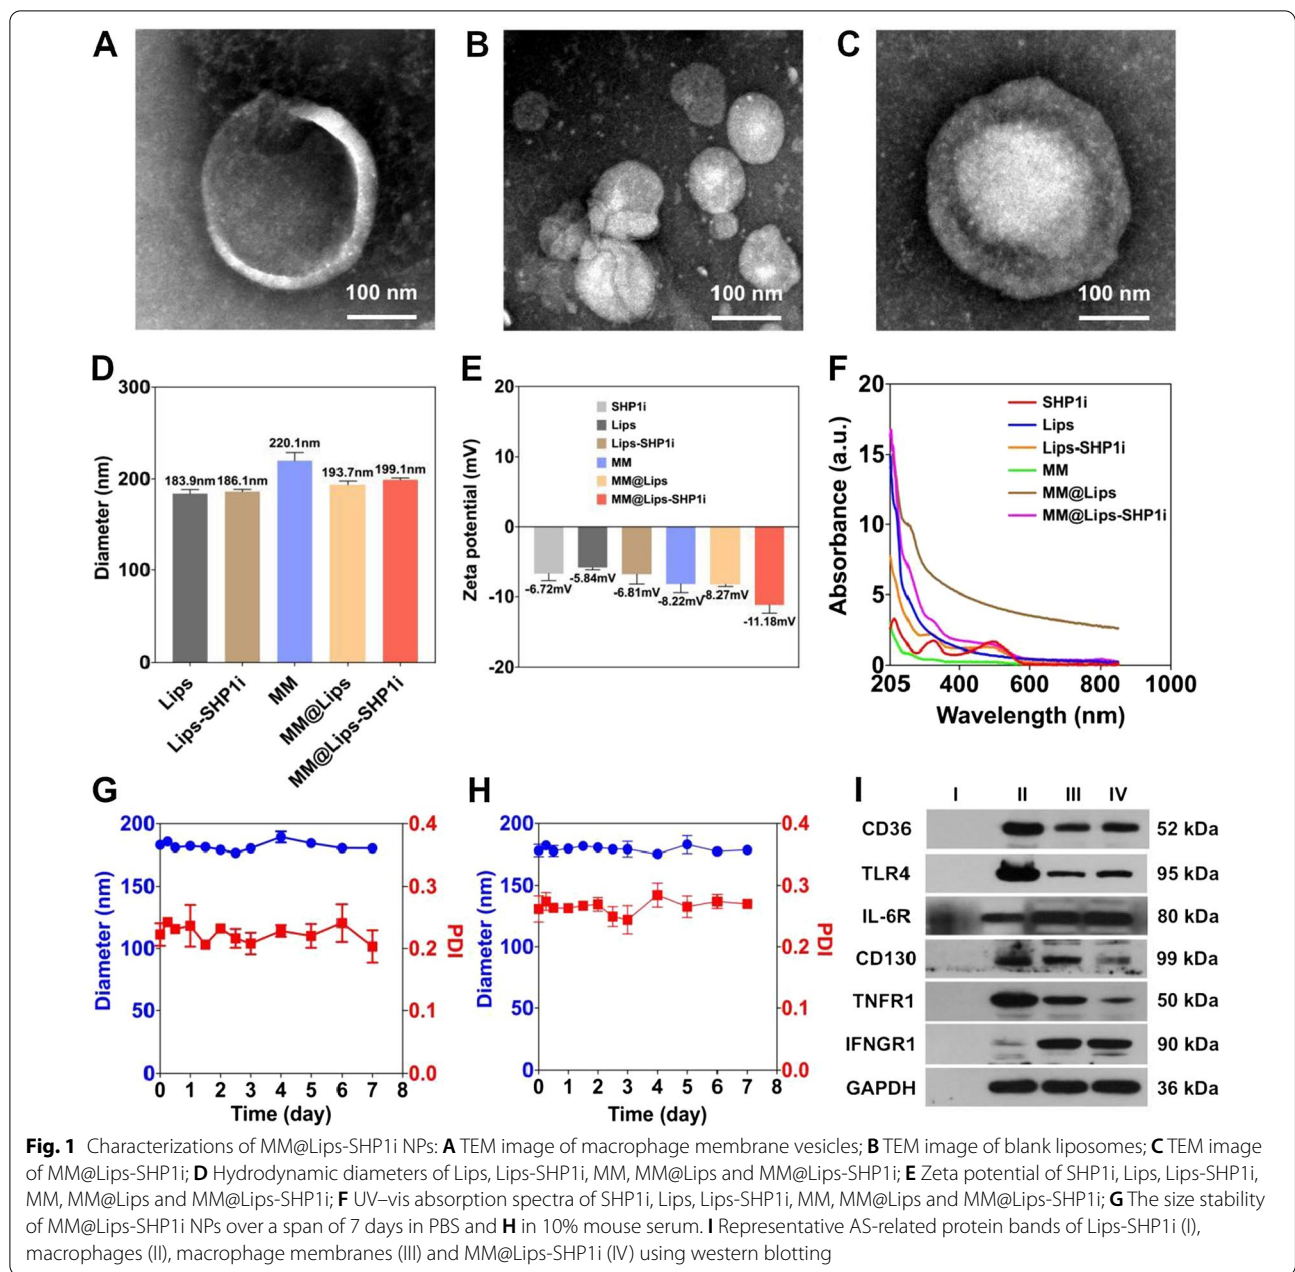 A
B
C
100 nm
100 nm
100 nm
D
E
F
300
200
100
0
Diameter (nm)
183.9nm
186.1nm
220.1nm
193.7nm
199.1nm
Lips
Lips-SHP1i
MM
MM@Lips
MM@Lips-SHP1i
20
10
0
-10
-20
Zeta potential (mV)
SHP1i
Lips
Lips-SHP1i
MM
MM@Lips
MM@Lips-SHP1i
-6.72mV
-5.84mV
-6.81mV
-8.22mV
-8.27mV
-11.18mV
20
15
10
5
0
Absorbance (a.u.)
SHP1i
Lips
Lips-SHP1i
MM
MM@Lips
MM@Lips-SHP1i
205 400 600 800 1000
Wavelength (nm)
G
200
150
100
50
0
Diameter (nm)
0.4
0.3
0.2
0.1
0.0
PDI
0 1 2 3 4 5 6 7 8
Time (day)
H
200
150
100
50
0
Diameter (nm)
0.4
0.3
0.2
0.1
0.0
PDI
0 1 2 3 4 5 6 7 8
Time (day)
I
I II III IV
CD36 52 kDa
TLR4 95 kDa
IL-6R 80 kDa
CD130 99 kDa
TNFR1 50 kDa
IFNGR1 90 kDa
GAPDH 36 kDa
Fig. 1 Characterizations of MM@Lips-SHP1i NPs: A TEM image of macrophage membrane vesicles; B TEM image of blank liposomes; C TEM image
of MM@Lips-SHP1i; D Hydrodynamic diameters of Lips, Lips-SHP1i, MM, MM@Lips and MM@Lips-SHP1i; E Zeta potential of SHP1i, Lips, Lips-SHP1i,
MM, MM@Lips and MM@Lips-SHP1i; F UV–vis absorption spectra of SHP1i, Lips, Lips-SHP1i, MM, MM@Lips and MM@Lips-SHP1i; G The size stability
of MM@Lips-SHP1i NPs over a span of 7 days in PBS and H in 10% mouse serum. I Representative AS-related protein bands of Lips-SHP1i (I),
macrophages (II), macrophage membranes (III) and MM@Lips-SHP1i (IV) using western blotting